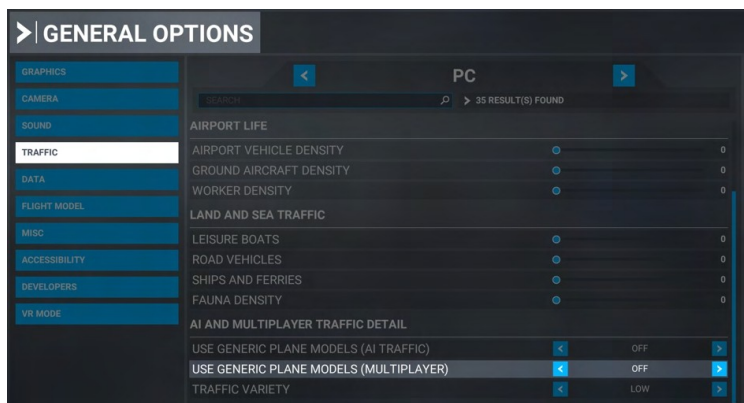 GENERAL OPTIONS
GRAPHICS
CAMERA
SOUND
TRAFFIC
DATA
FLIGHT MODEL
MISC
ACCESSIBILITY
DEVELOPERS
VR MODE
PC
SEARCH
35 RESULT(S) FOUND
AIRPORT LIFE
AIRPORT VEHICLE DENSITY 0
GROUND AIRCRAFT DENSITY 0
WORKER DENSITY 0
LAND AND SEA TRAFFIC
LEISURE BOATS 0
ROAD VEHICLES 0
SHIPS AND FERRIES 0
FAUNA DENSITY 0
AI AND MULTIPLAYER TRAFFIC DETAIL
USE GENERIC PLANE MODELS (AI TRAFFIC) OFF
USE GENERIC PLANE MODELS (MULTIPLAYER) OFF
TRAFFIC VARIETY LOW